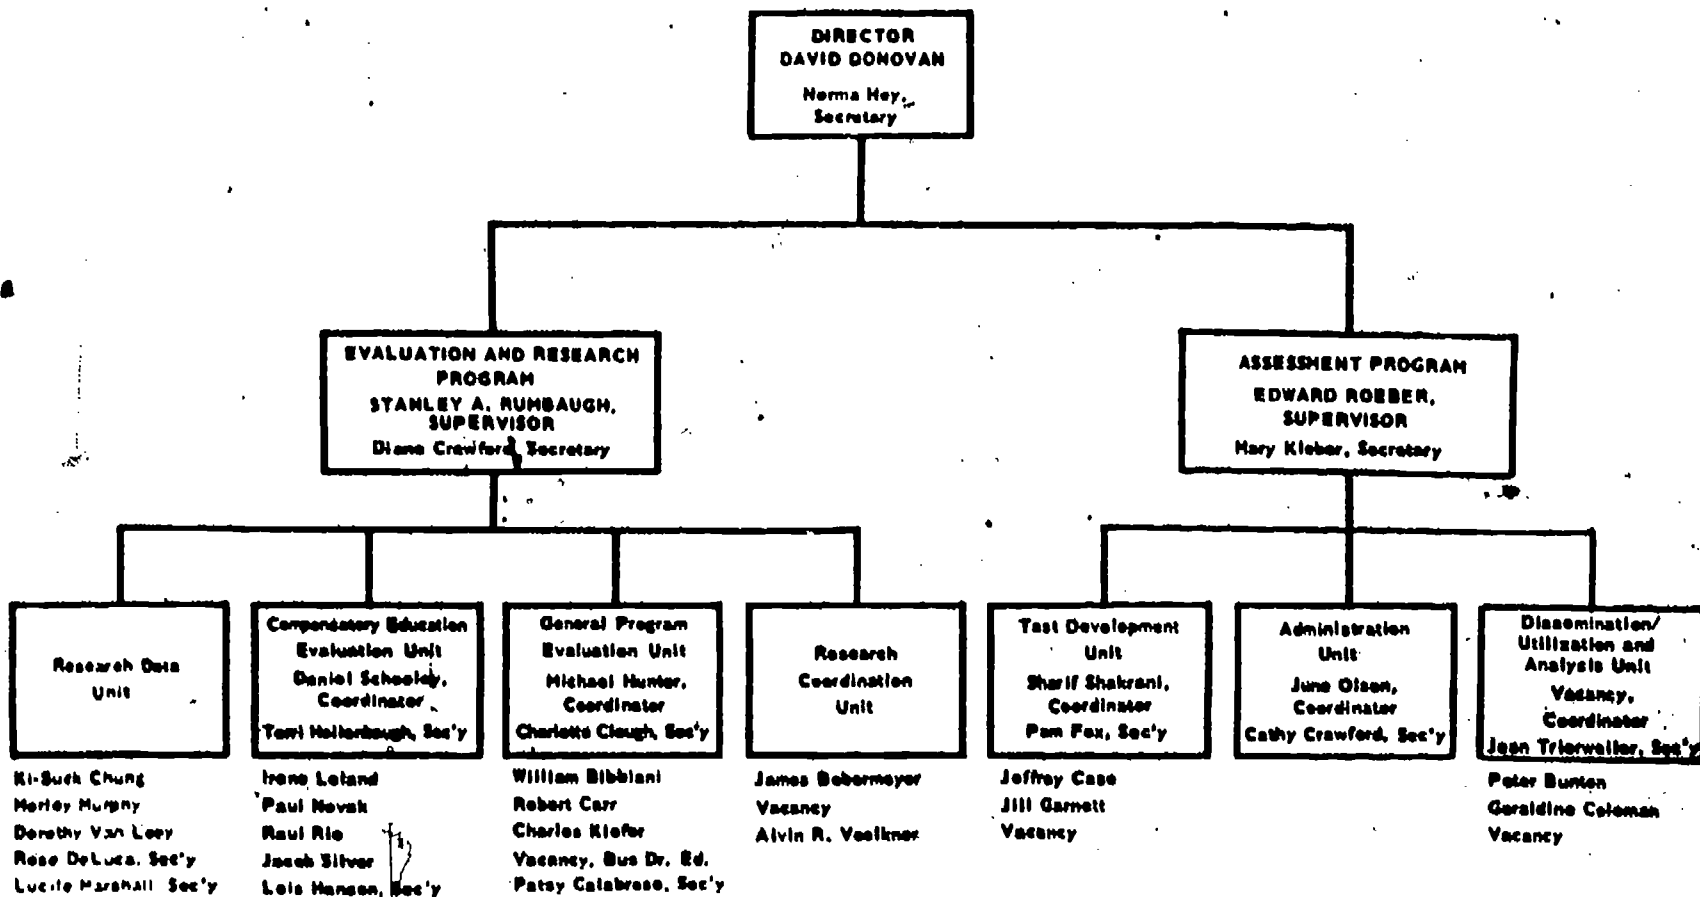 DIRECTOR
DAVID DONOVAN
Norma Hey,
Secretary
EVALUATION AND RESEARCH
PROGRAM
STANLEY A. RUMBAUGH,
SUPERVISOR
Diane Crawford, Secretary
ASSESSMENT PROGRAM
EDWARD ROEBER,
SUPERVISOR
Mary Kleber, Secretary
Research Data
Unit
Ki-Suck Chung
Morley Murphy
Dorothy Van Looy
Rose DeLuca, Sec'y
Lucile Marshall Sec'y
Compensatory Education
Evaluation Unit
Daniel Schooley,
Coordinator
Terri Hollenbaugh, Sec'y
Irene Leland
Paul Novak
Raul Rio
Jacob Silver
Lois Hansen, Sec'y
General Program
Evaluation Unit
Michael Hunter,
Coordinator
Charlotte Clough, Sec'y
William Bibbiani
Robert Carr
Charles Kiefer
Vacancy, Bus Dr. Ed.
Patsy Calabrese, Sec'y
Research
Coordination
Unit
James Bebermeyer
Vacancy
Alvin R. Voelkner
Test Development
Unit
Sharif Shakrani,
Coordinator
Pam Fox, Sec'y
Jeffrey Case
Jill Garnett
Vacancy
Administration
Unit
June Olsen,
Coordinator
Cathy Crawford, Sec'y
Dissemination/
Utilization and
Analysis Unit
Vacancy,
Coordinator
Jean Trierweiler, Sec'y
Peter Bunton
Geraldine Coleman
Vacancy